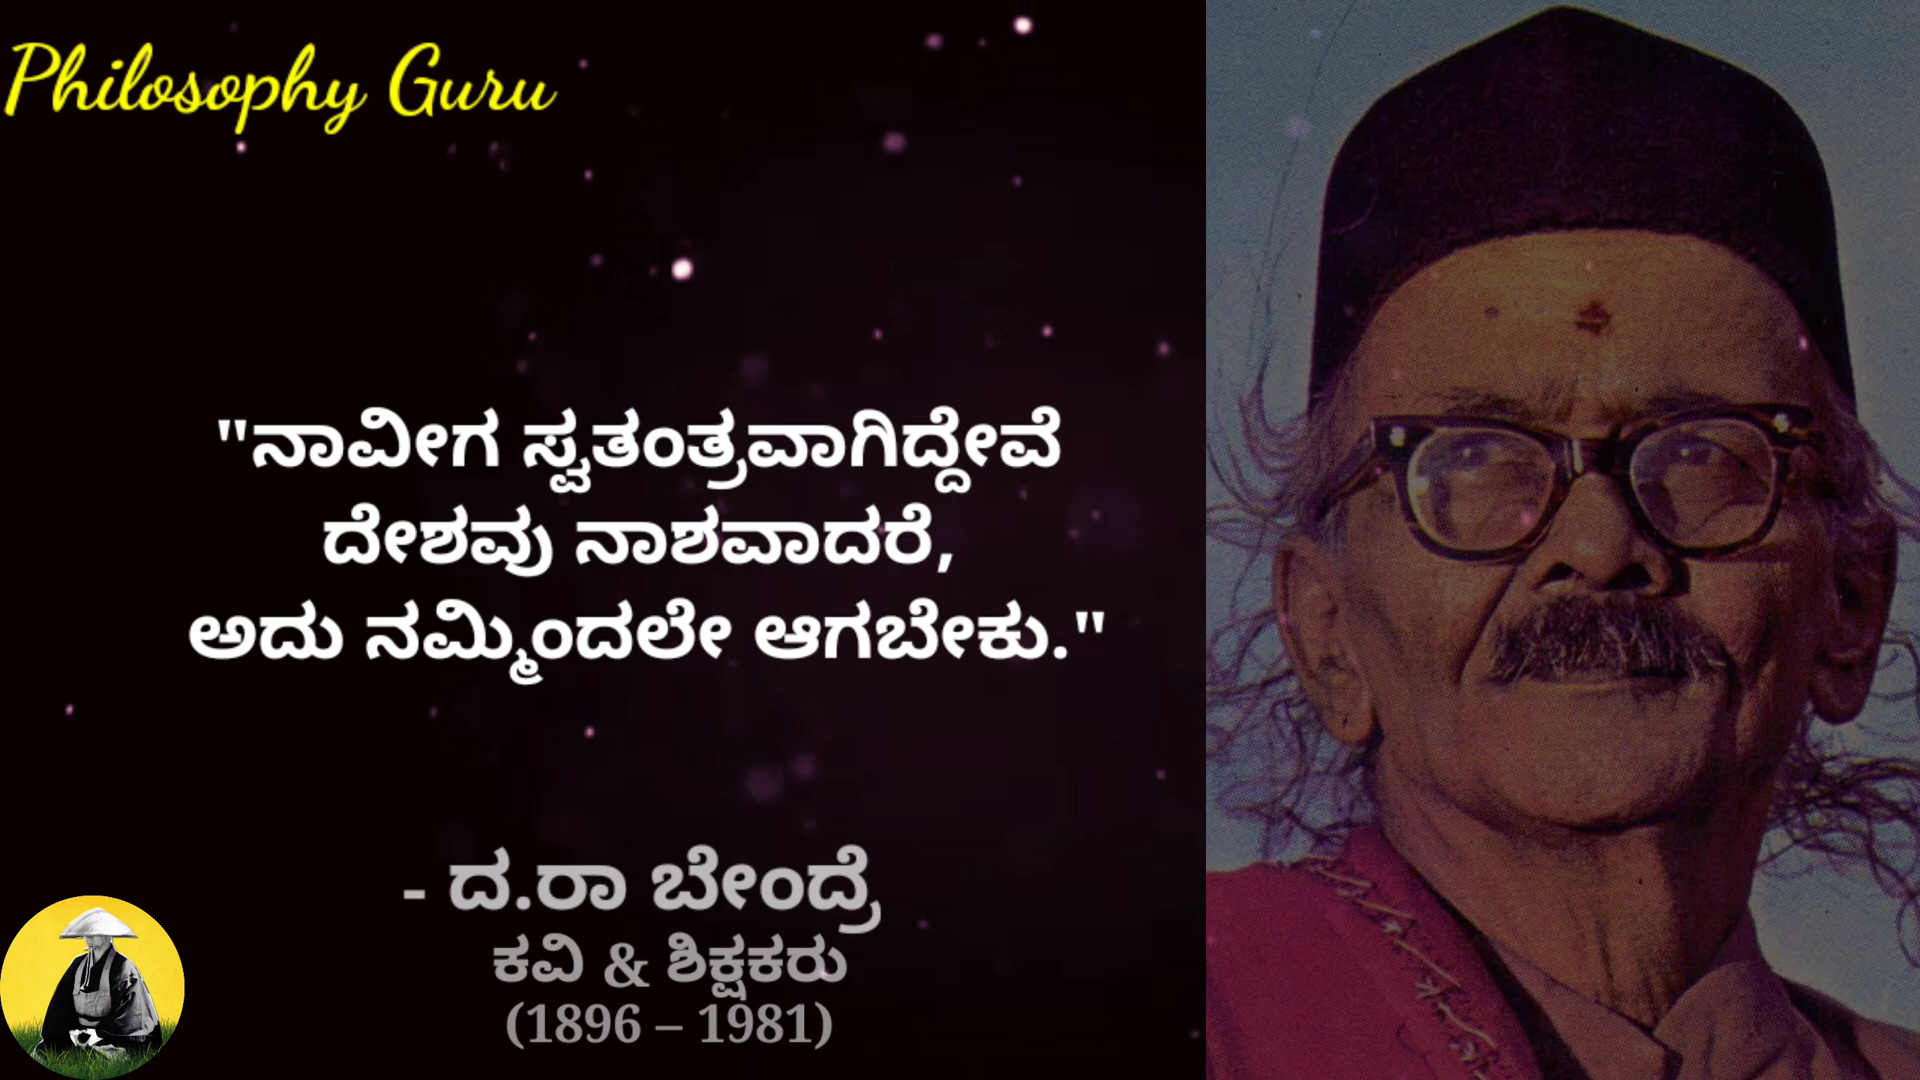 Philosophy Guru
"ನಾವೀಗ ಸ್ವತಂತ್ರವಾಗಿದ್ದೇವೆ
ದೇಶವು ನಾಶವಾದರೆ,
ಅದು ನಮ್ಮಿಂದಲೇ ಆಗಬೇಕು."
- ದ.ರಾ ಬೇಂದ್ರೆ
ಕವಿ & ಶಿಕ್ಷಕರು
(1896 – 1981)